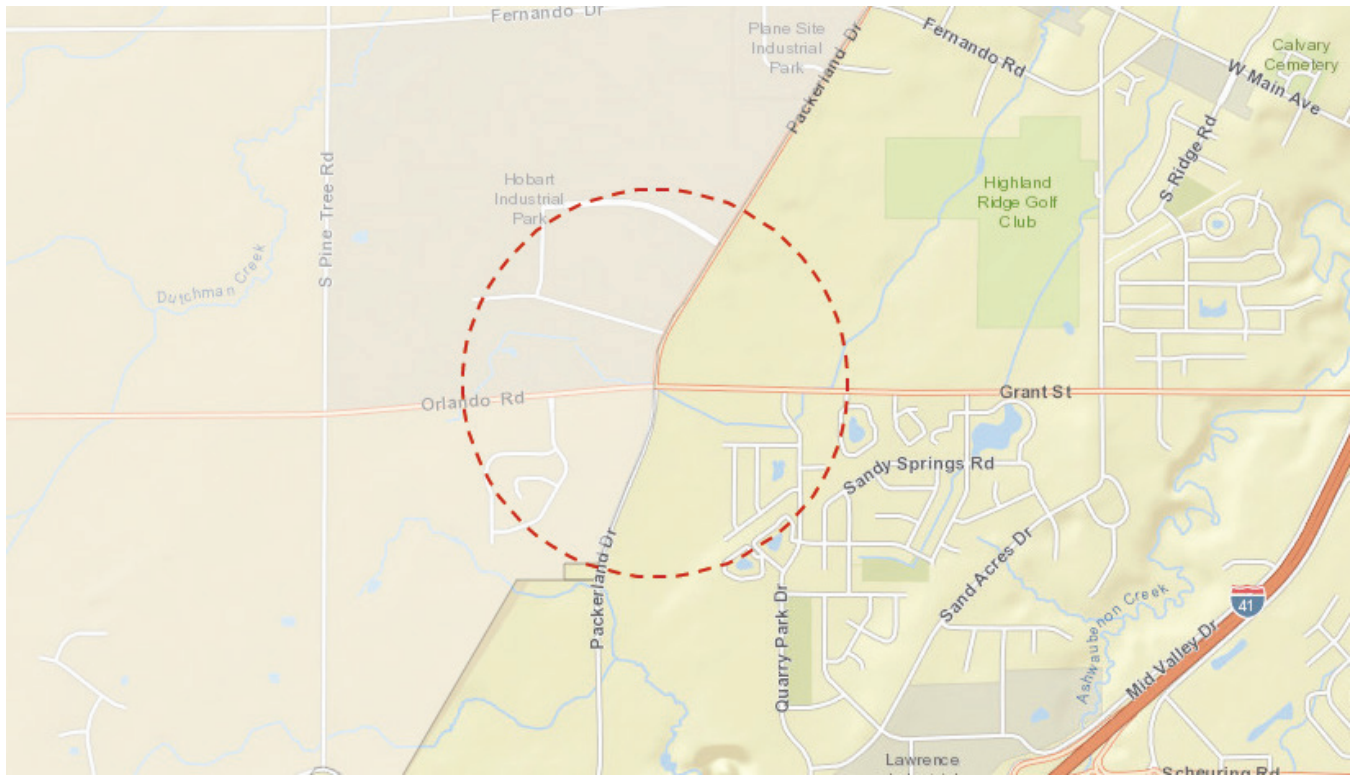 Fernando Dr
Plane Site
Industrial
Park
Packerland Dr
Fernando Rd
Calvary
Cemetery
W Main Ave
S Ridge Rd
S Pine Tree Rd
Hobart
Industrial
Park
Highland
Ridge Golf
Club
Dutchman Creek
Orlando Rd
Grant St
Sandy Springs Rd
Packerland Dr
Sand Acres Dr
Quarry Park Dr
Ashwaubenon Creek
41
Mid Valley Dr
Lawrence
Scheuring Rd